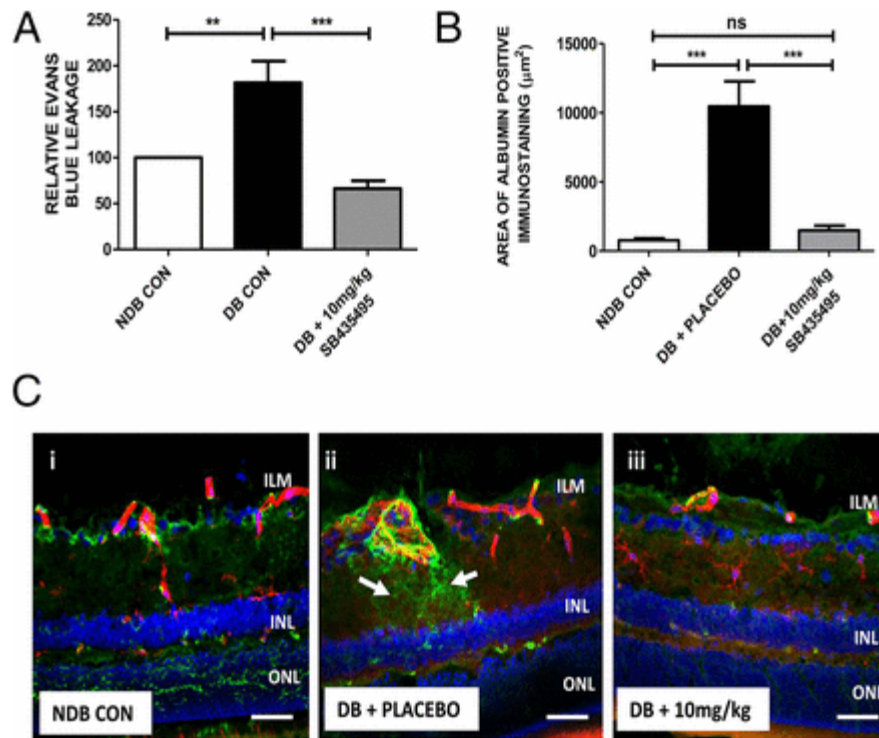 A
RELATIVE EVANS
BLUE LEAKAGE
250
200
150
100
50
0
**
***
NDB CON
DB CON
DB + 10mg/kg
SB435495
B
AREA OF ALBUMIN POSITIVE
IMMUNOSTAINING (μm²)
15000
10000
5000
0
ns
***
***
NDB CON
DB + PLACEBO
DB+10mg/kg
SB435495
C
i
ILM
INL
ONL
NDB CON
ii
ILM
INL
ONL
DB + PLACEBO
iii
ILM
INL
ONL
DB + 10mg/kg